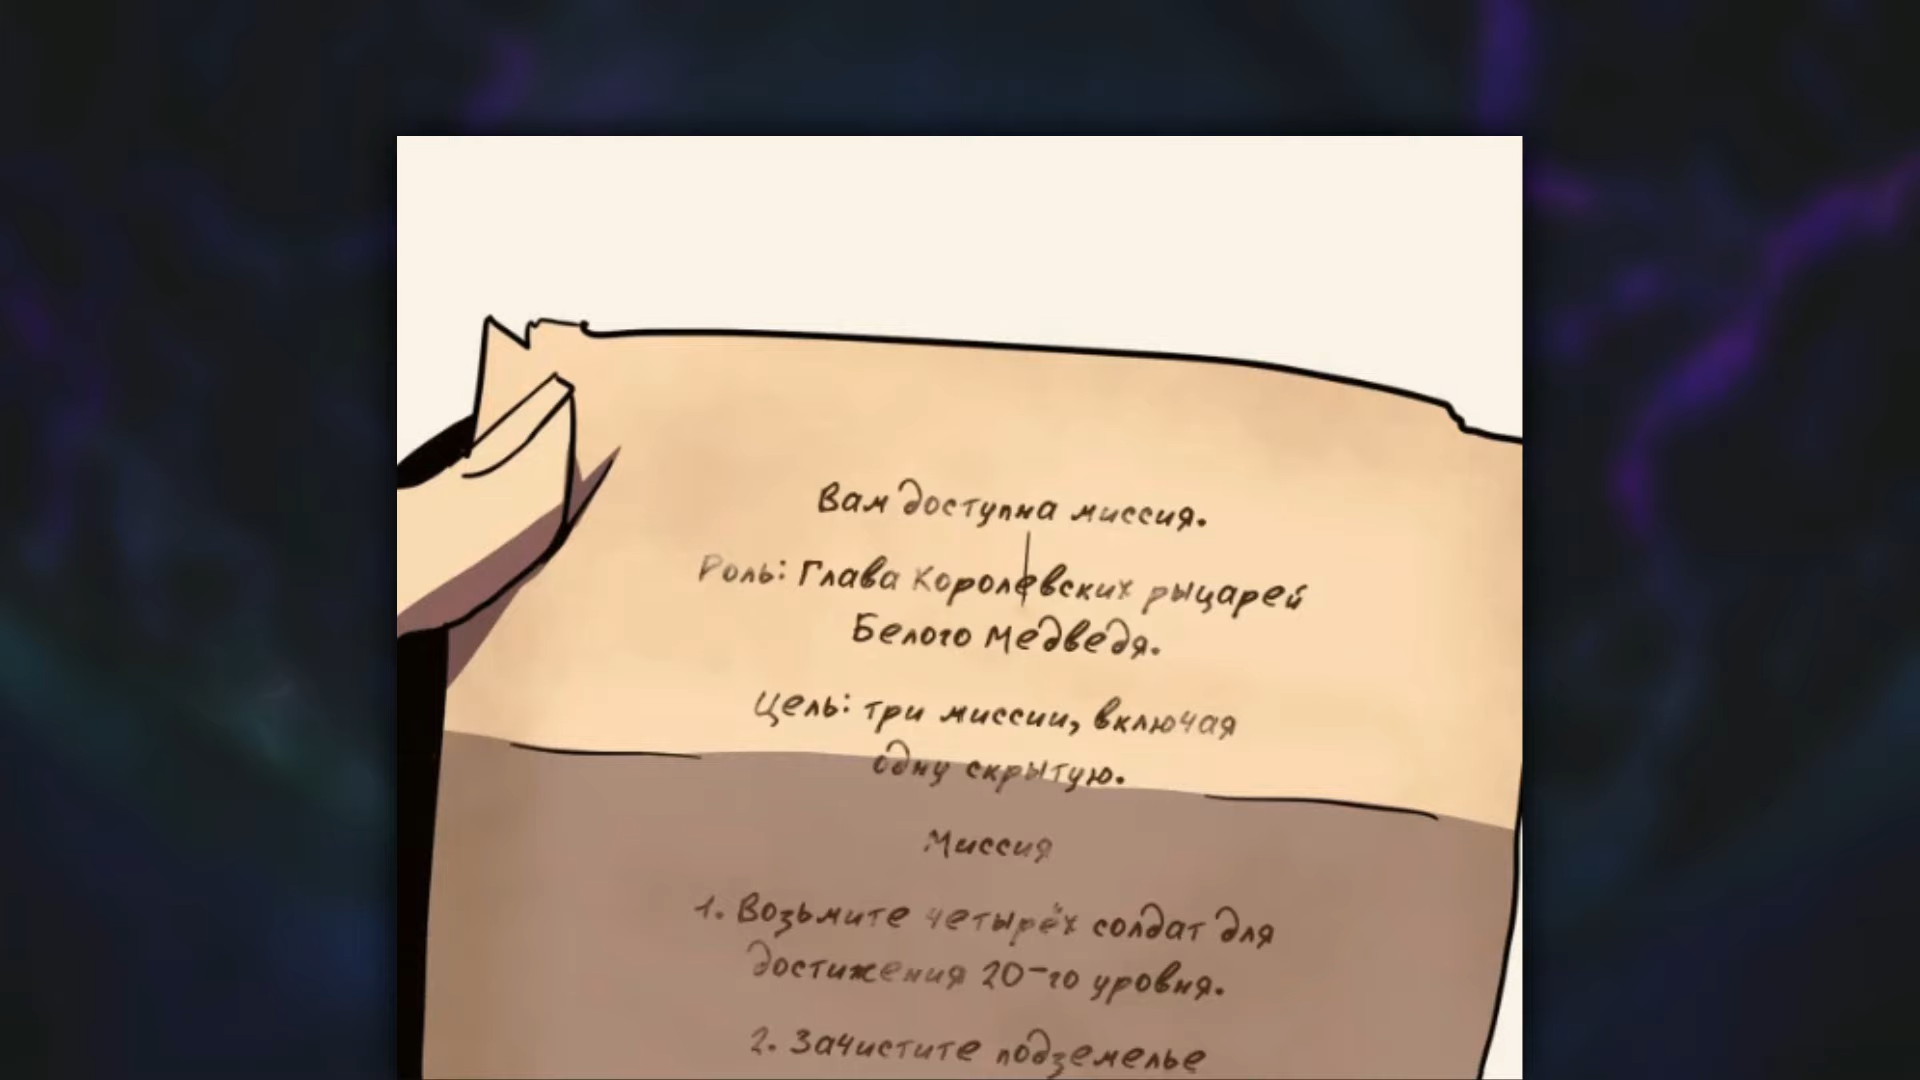 Вам доступна миссия.
Роль: Глава Королевских рыцарей
Белого Медведя.
Цель: три миссии, включая
одну скрытую.
Миссия
1. Возьмите четырёх солдат для
достижения 20-го уровня.
2. Зачистите подземелье